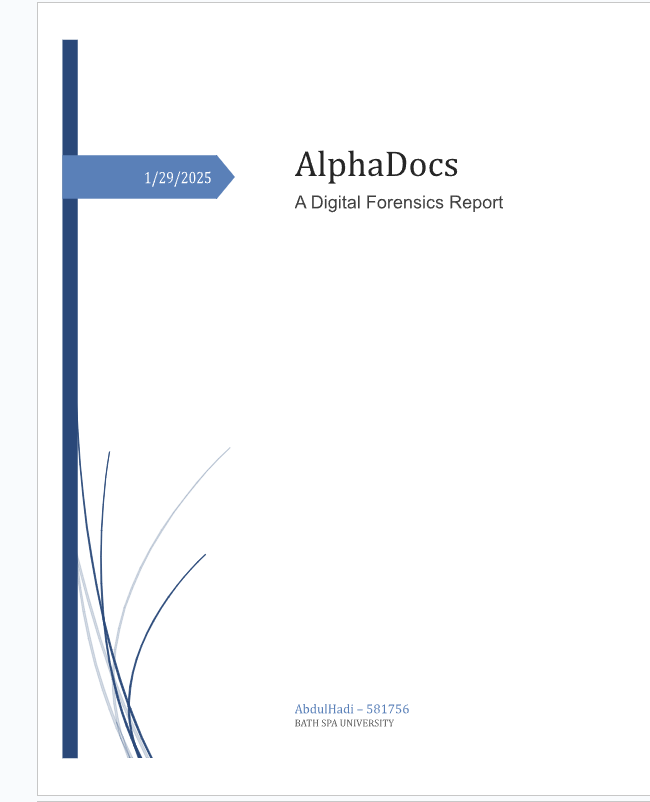 1/29/2025
AlphaDocs
A Digital Forensics Report
AbdulHadi – 581756
BATH SPA UNIVERSITY